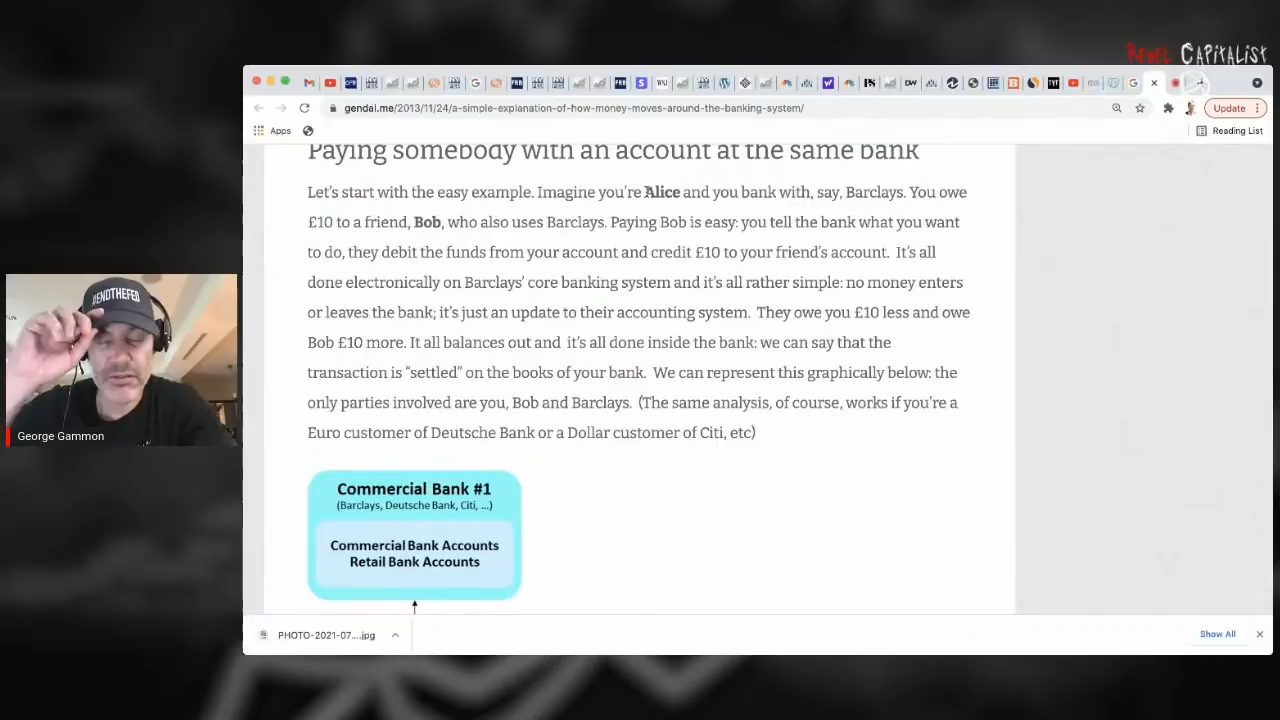 REBEL CAPITALIST
gendal.me/2013/11/24/a-simple-explanation-of-how-money-moves-around-the-banking-system/
Update
Apps
Reading List
Paying somebody with an account at the same bank
Let's start with the easy example. Imagine you're Alice and you bank with, say, Barclays. You owe
£10 to a friend, Bob, who also uses Barclays. Paying Bob is easy: you tell the bank what you want
to do, they debit the funds from your account and credit £10 to your friend's account. It's all
done electronically on Barclays' core banking system and it's all rather simple: no money enters
or leaves the bank; it's just an update to their accounting system. They owe you £10 less and owe
Bob £10 more. It all balances out and it's all done inside the bank: we can say that the
transaction is “settled” on the books of your bank. We can represent this graphically below: the
only parties involved are you, Bob and Barclays. (The same analysis, of course, works if you're a
Euro customer of Deutsche Bank or a Dollar customer of Citi, etc)
#ENDTHEFED
George Gammon
Commercial Bank #1
(Barclays, Deutsche Bank, Citi, ...)
Commercial Bank Accounts
Retail Bank Accounts
PHOTO-2021-07....jpg
Show All